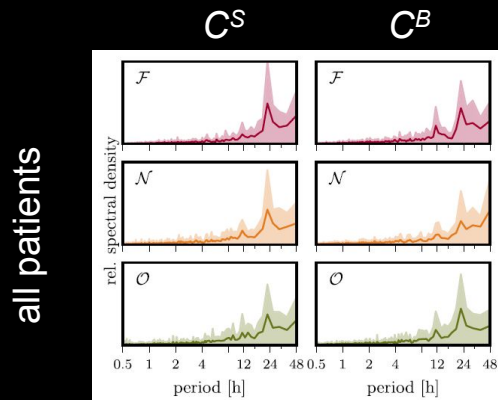 C^S C^B
all patients
rel. spectral density
ℱ ℱ
𝒩 𝒩
𝒪 𝒪
0.5 1 2 4 12 24 48 0.5 1 2 4 12 24 48
period [h] period [h]